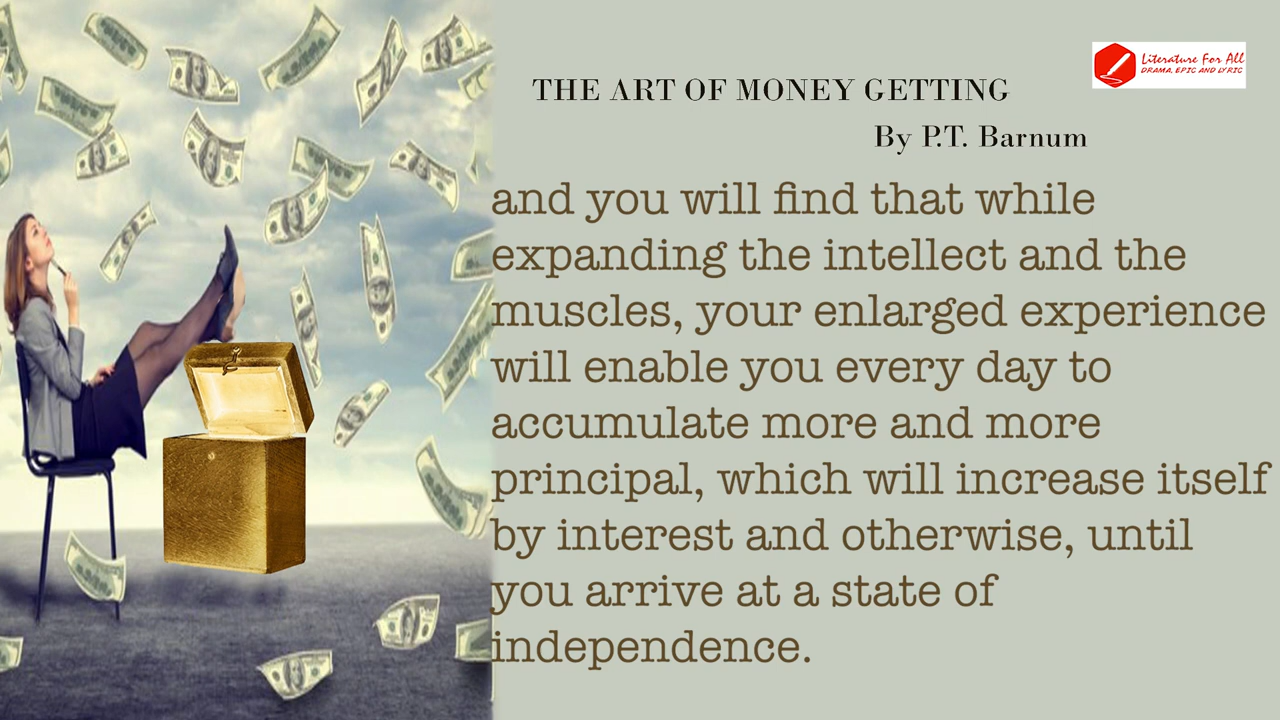 Literature For All
DRAMA, EPIC AND LYRIC
THE ART OF MONEY GETTING
By P.T. Barnum
and you will find that while
expanding the intellect and the
muscles, your enlarged experience
will enable you every day to
accumulate more and more
principal, which will increase itself
by interest and otherwise, until
you arrive at a state of
independence.